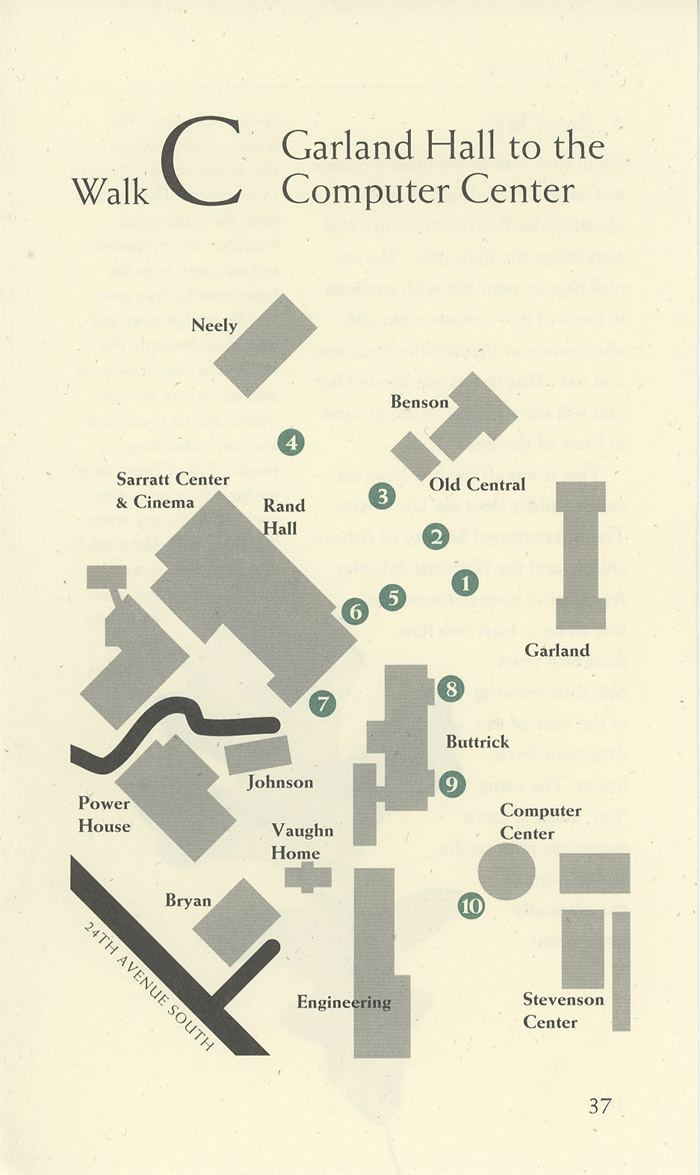 Walk C Garland Hall to the
Computer Center
Neely
Benson
4
Sarratt Center
& Cinema
Rand
Hall
3
Old Central
2
1
5
6
Garland
7
8
Buttrick
Johnson
9
Power
House
Computer
Center
Vaughn
Home
Bryan
10
24TH AVENUE SOUTH
Engineering
Stevenson
Center
37